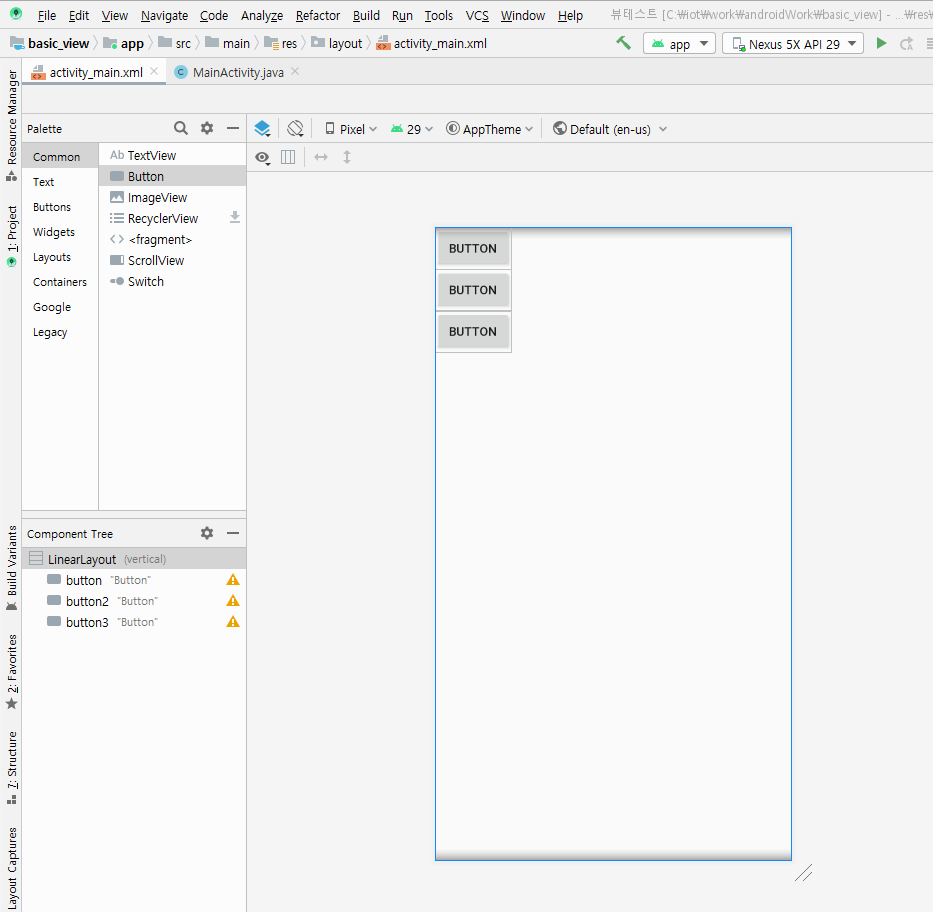 File Edit View Navigate Code Analyze Refactor Build Run Tools VCS Window Help 뷰테스트 [C:₩iot₩work₩androidWork₩basic_view] - ...₩res₩
basic_view app src main res layout activity_main.xml app Nexus 5X API 29
activity_main.xml MainActivity.java
Resource Manager
1: Project
Build Variants
2: Favorites
7: Structure
Layout Captures
Palette
Common
Text
Buttons
Widgets
Layouts
Containers
Google
Legacy
Ab TextView
Button
ImageView
RecyclerView
<fragment>
ScrollView
Switch
Pixel 29 AppTheme Default (en-us)
BUTTON
BUTTON
BUTTON
Component Tree
LinearLayout (vertical)
button "Button"
button2 "Button"
button3 "Button"